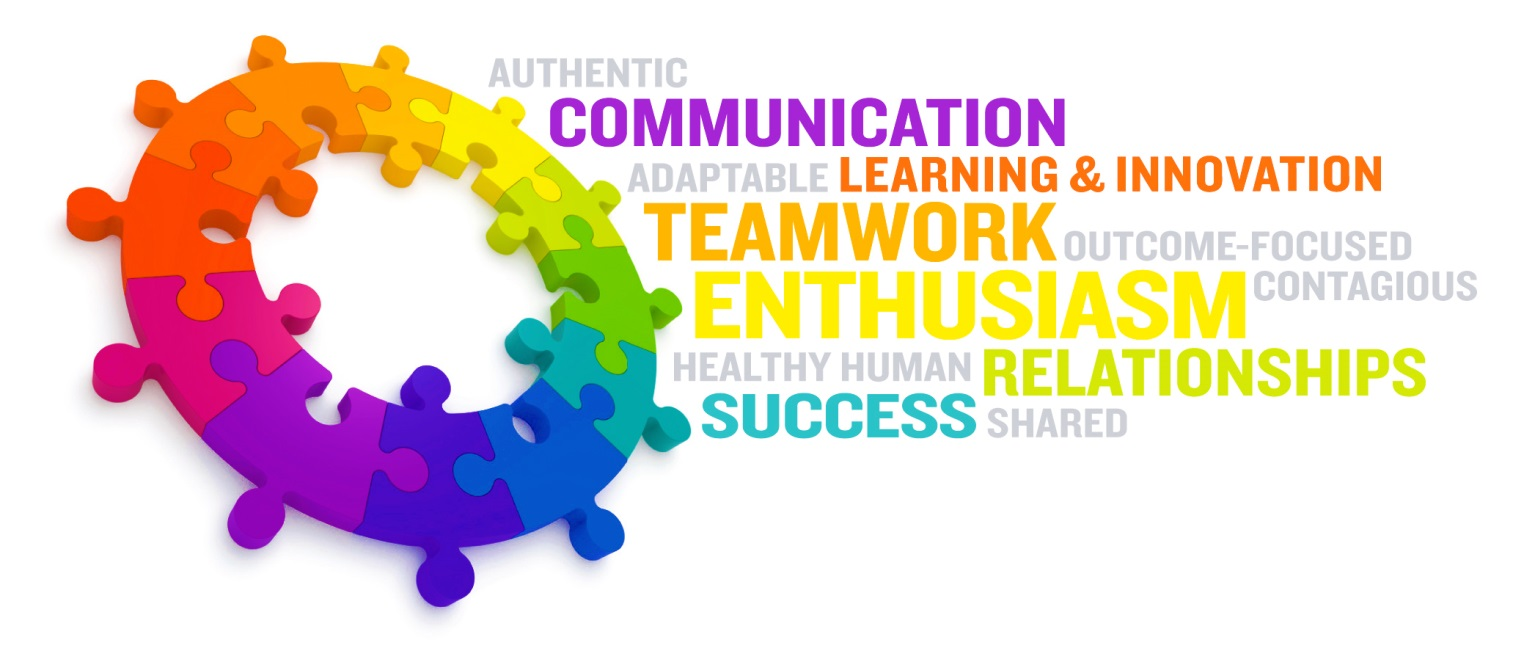 AUTHENTIC
COMMUNICATION
ADAPTABLE LEARNING & INNOVATION
TEAMWORK OUTCOME-FOCUSED
ENTHUSIASM CONTAGIOUS
HEALTHY HUMAN RELATIONSHIPS
SUCCESS SHARED